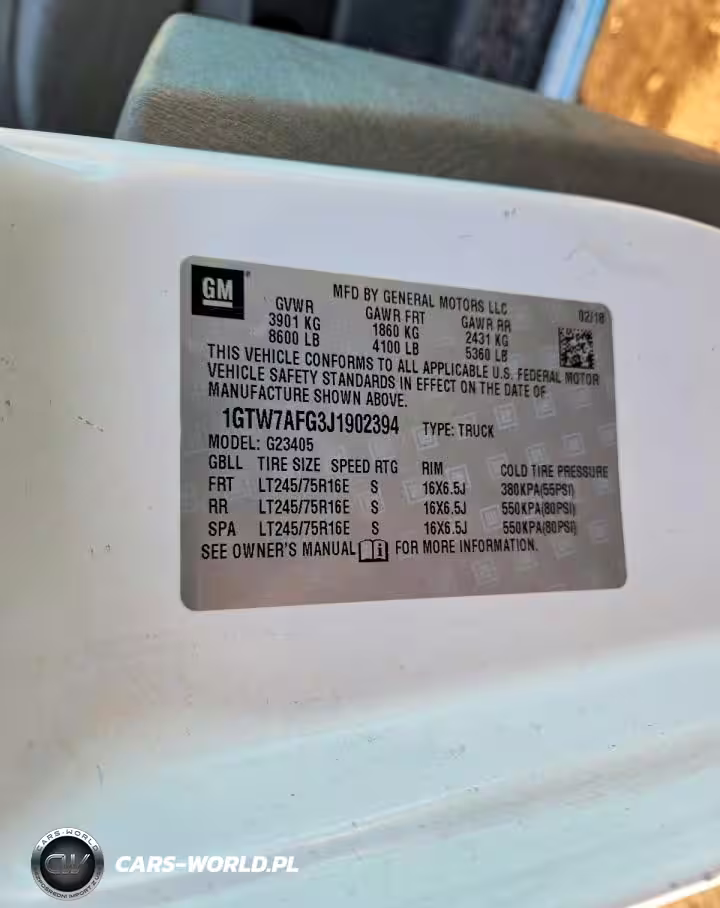 GM
MFD BY GENERAL MOTORS LLC
02/18
GVWR GAWR FRT GAWR RR
3901 KG 1860 KG 2431 KG
8600 LB 4100 LB 5360 LB
THIS VEHICLE CONFORMS TO ALL APPLICABLE U.S. FEDERAL MOTOR
VEHICLE SAFETY STANDARDS IN EFFECT ON THE DATE OF
MANUFACTURE SHOWN ABOVE.
1GTW7AFG3J1902394 TYPE: TRUCK
MODEL: G23405
GBLL TIRE SIZE SPEED RTG RIM COLD TIRE PRESSURE
FRT LT245/75R16E S 16X6.5J 380KPA(55PSI)
RR LT245/75R16E S 16X6.5J 550KPA(80PSI)
SPA LT245/75R16E S 16X6.5J 550KPA(80PSI)
SEE OWNER'S MANUAL FOR MORE INFORMATION.
CARS-WORLD
CW
CARS-WORLD.PL